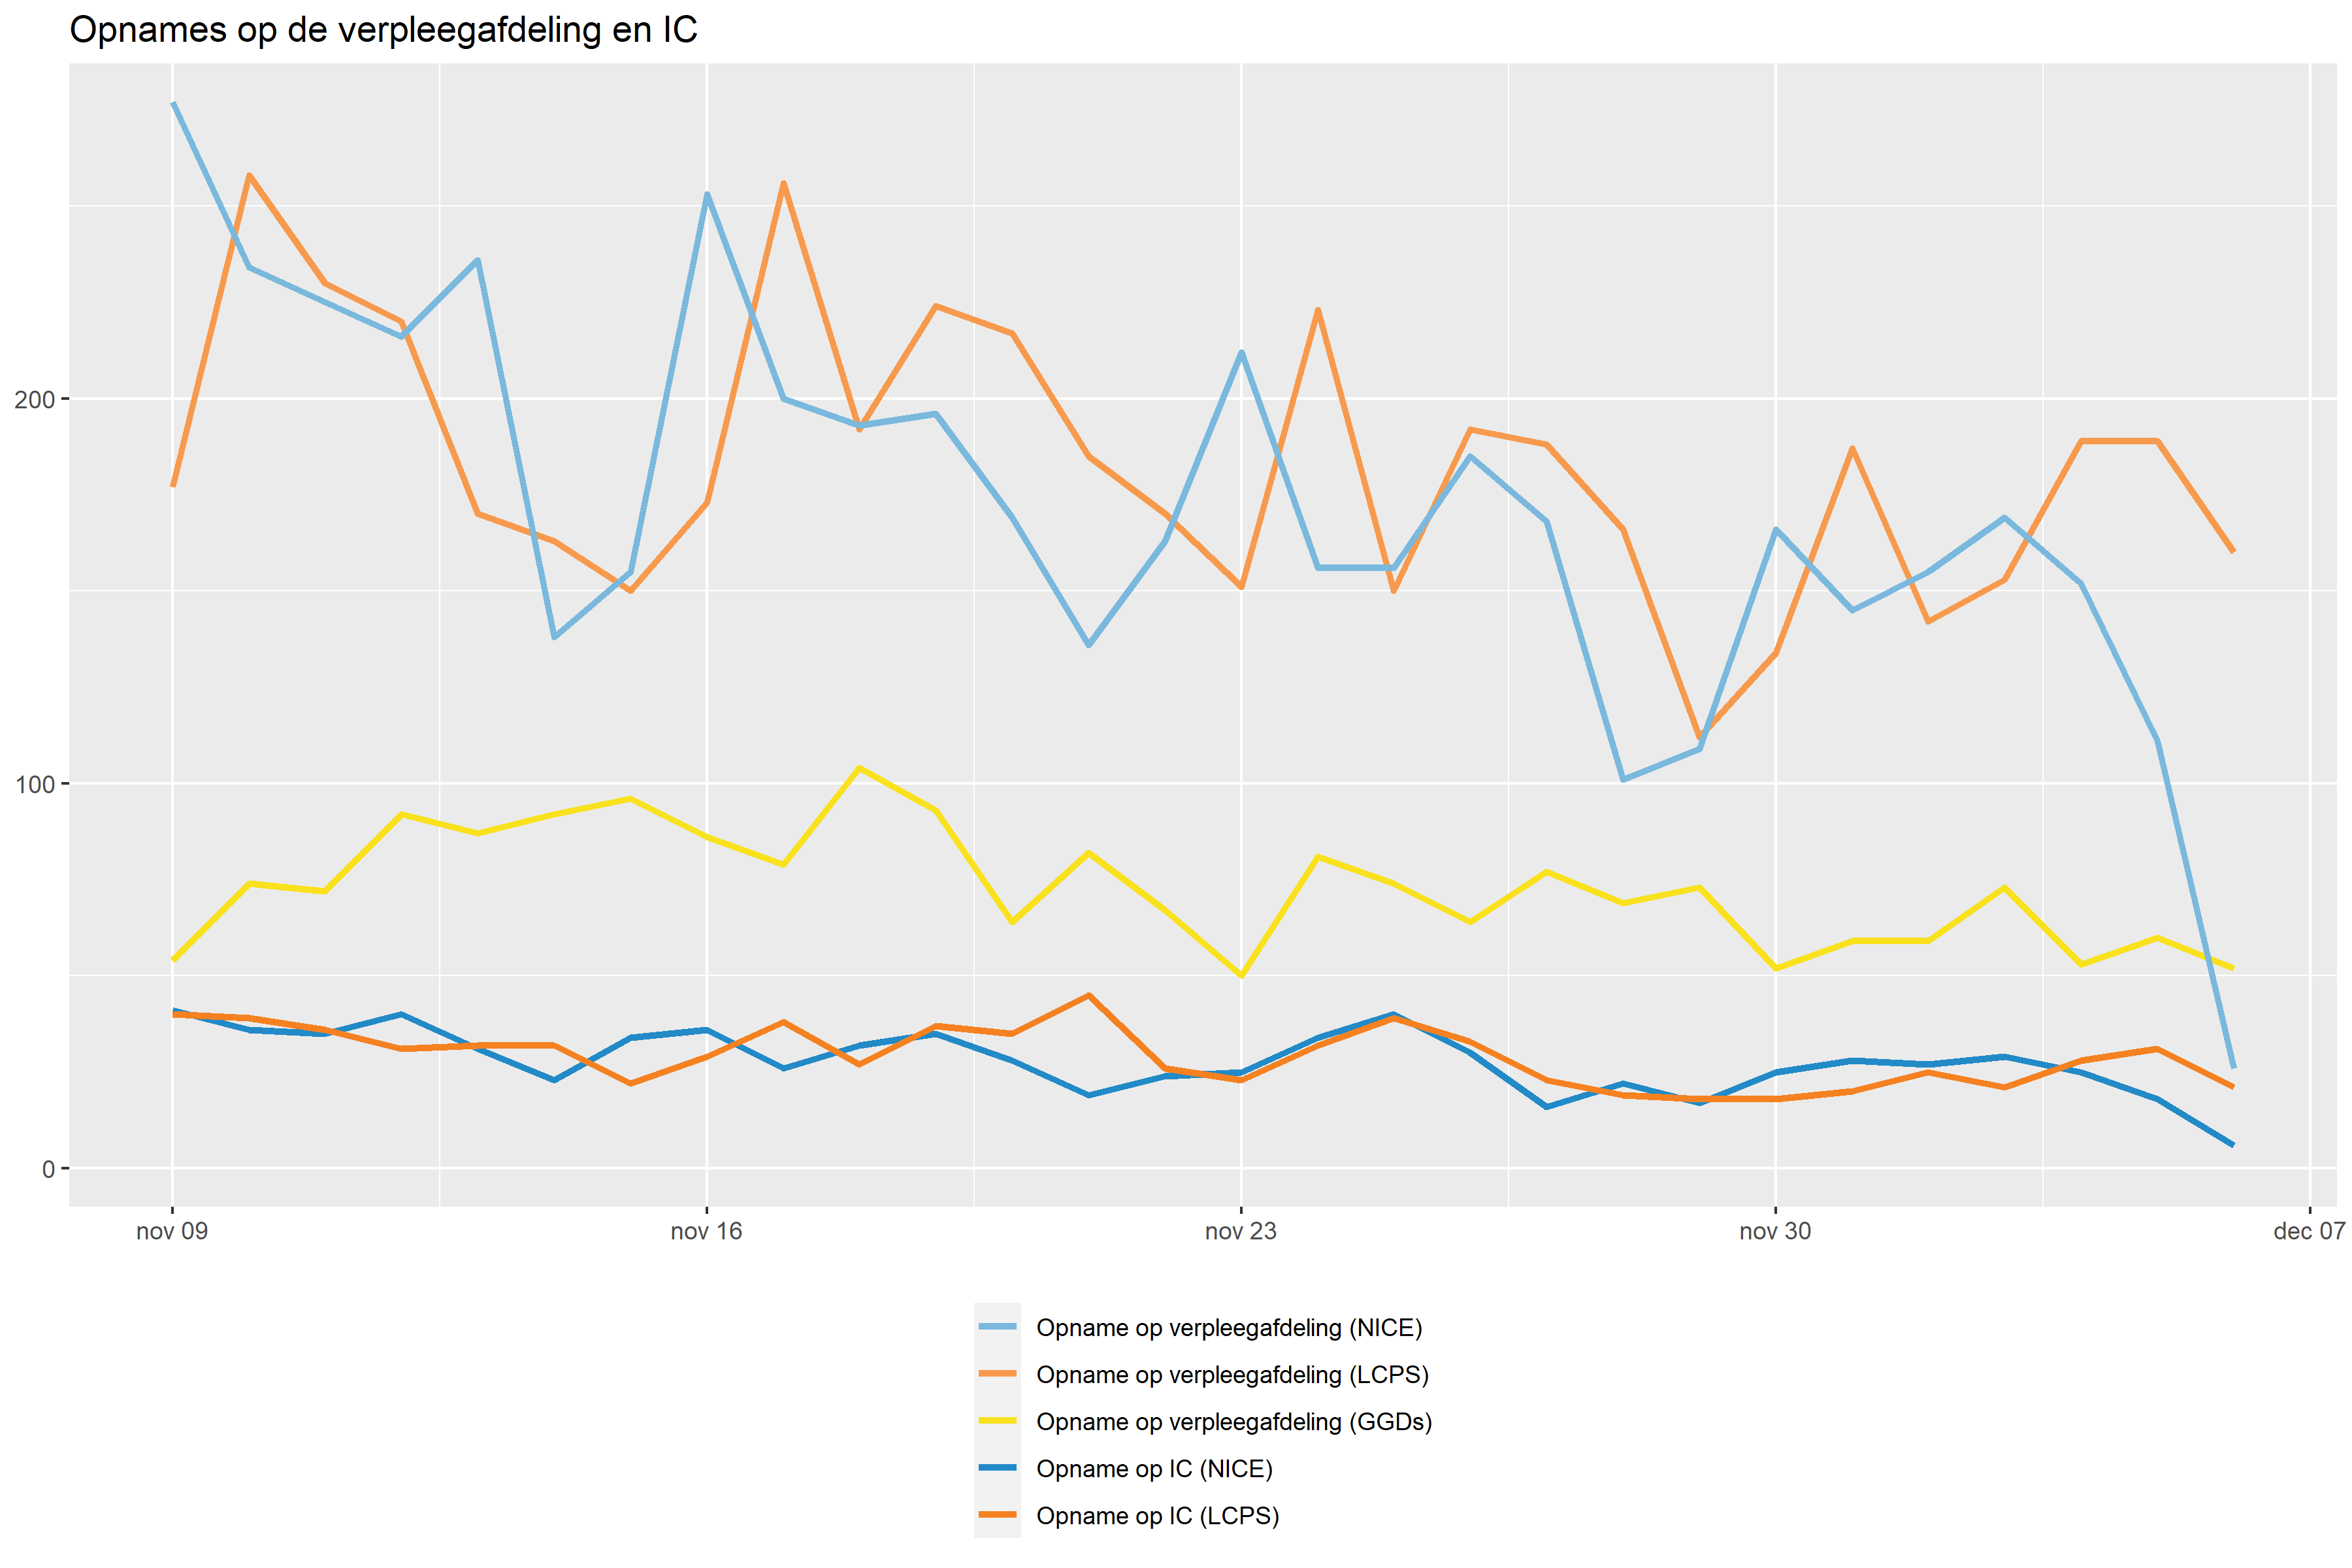 Opnames op de verpleegafdeling en IC
200
100
0
nov 09
nov 16
nov 23
nov 30
dec 07
Opname op verpleegafdeling (NICE)
Opname op verpleegafdeling (LCPS)
Opname op verpleegafdeling (GGDs)
Opname op IC (NICE)
Opname op IC (LCPS)